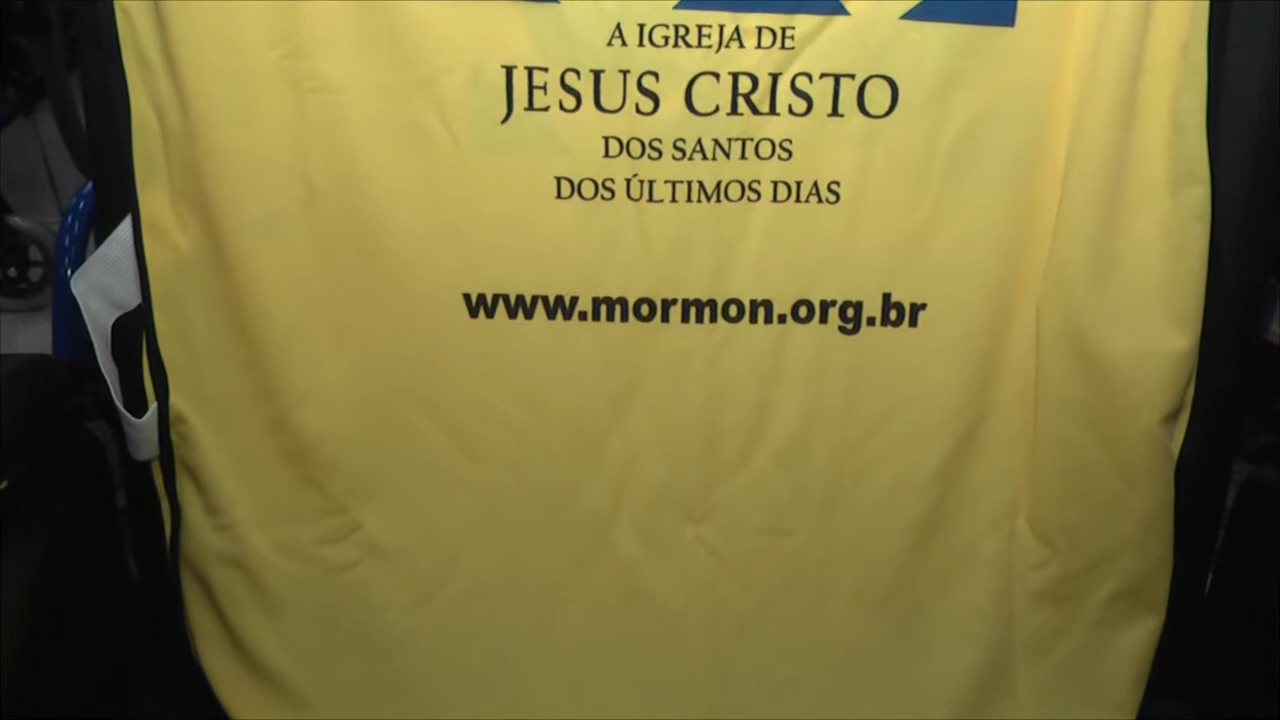 A IGREJA DE
JESUS CRISTO
DOS SANTOS
DOS ÚLTIMOS DIAS
www.mormon.org.br